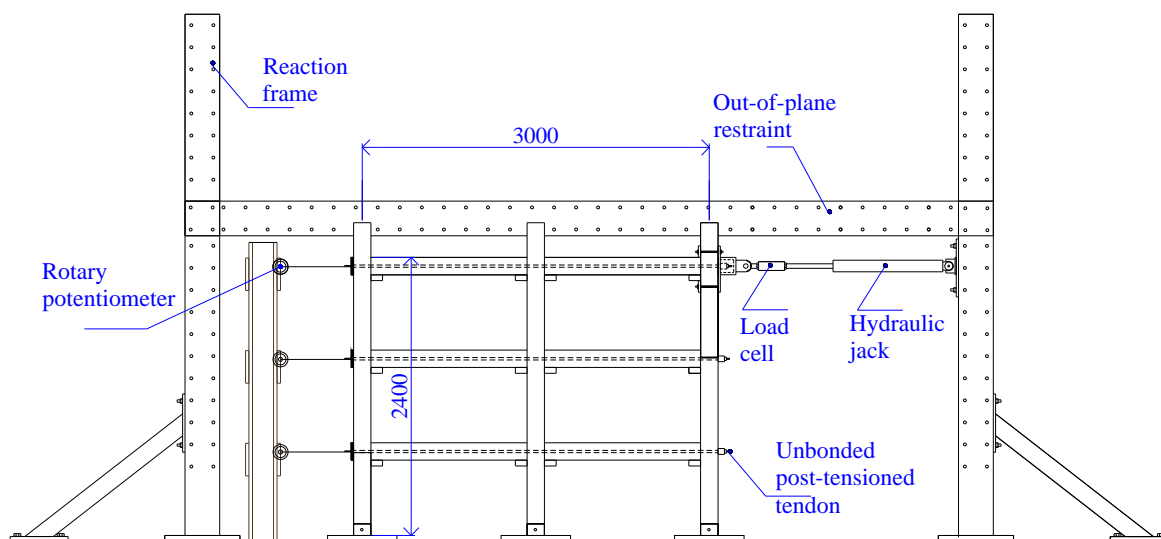 Reaction
frame
Out-of-plane
restraint
3000
Rotary
potentiometer
Load
cell
Hydraulic
jack
2400
Unbonded
post-tensioned
tendon